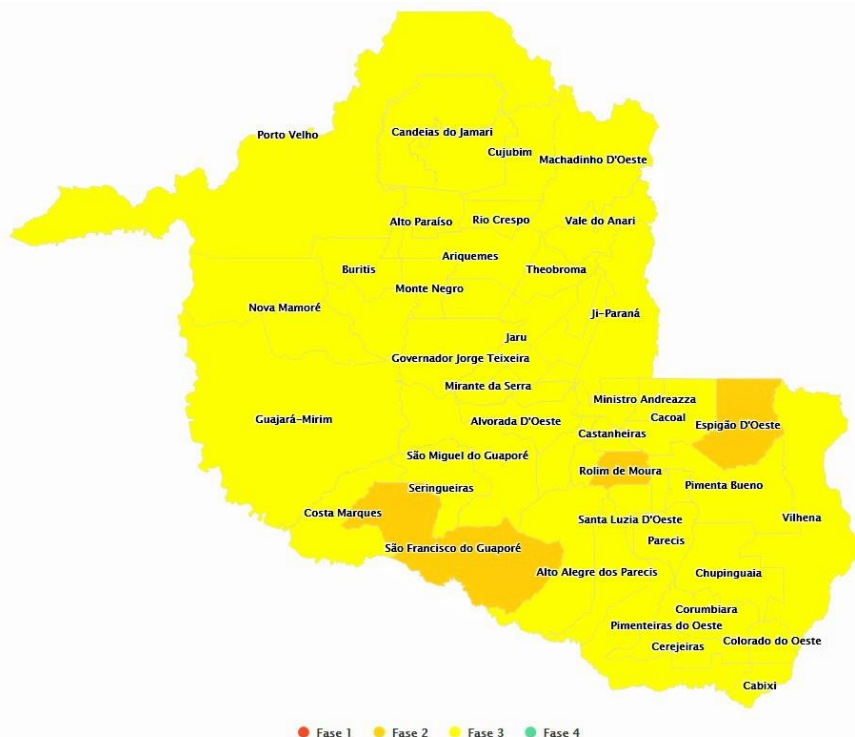 Porto Velho
Candeias do Jamari
Cujubim
Machadinho D'Oeste
Alto Paraíso
Rio Crespo
Vale do Anari
Ariquemes
Buritis
Theobroma
Monte Negro
Nova Mamoré
Ji-Paraná
Jaru
Governador Jorge Teixeira
Mirante da Serra
Ministro Andreazza
Guajará-Mirim
Alvorada D'Oeste
Cacoal
Espigão D'Oeste
Castanheiras
São Miguel do Guaporé
Rolim de Moura
Seringueiras
Pimenta Bueno
Costa Marques
Santa Luzia D'Oeste
Vilhena
São Francisco do Guaporé
Parecis
Alto Alegre dos Parecis
Chupinguaia
Corumbiara
Pimenteiras do Oeste
Colorado do Oeste
Cerejeiras
Cabixi
Fase 1 Fase 2 Fase 3 Fase 4